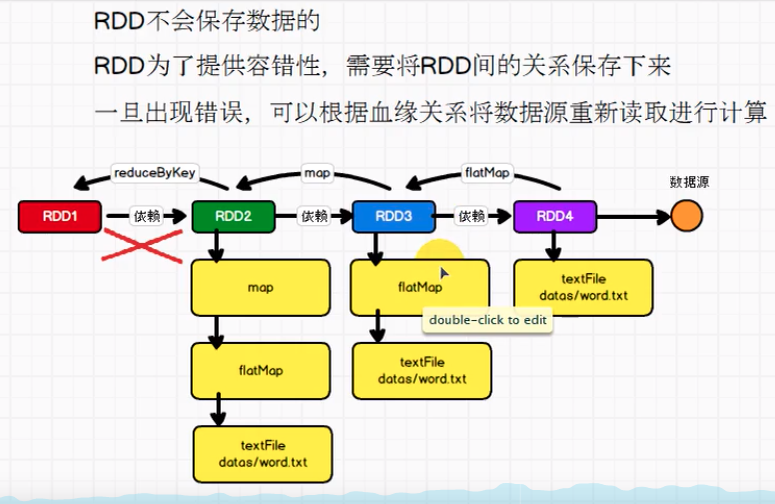 RDD不会保存数据的
RDD为了提供容错性，需要将RDD间的关系保存下来
一旦出现错误，可以根据血缘关系将数据源重新读取进行计算
reduceByKey
map
flatMap
数据源
RDD1
依赖
RDD2
依赖
RDD3
依赖
RDD4
map
flatMap
textFile
datas/word.txt
double-click to edit
flatMap
textFile
datas/word.txt
textFile
datas/word.txt